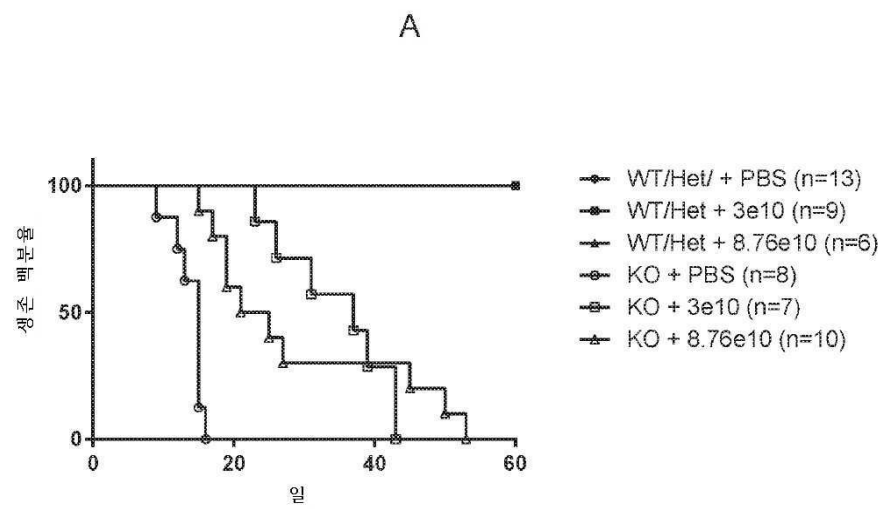 A
100
50
0
0
20
40
60
생존 백분율
일
WT/Het/ + PBS (n=13)
WT/Het + 3e10 (n=9)
WT/Het + 8.76e10 (n=6)
KO + PBS (n=8)
KO + 3e10 (n=7)
KO + 8.76e10 (n=10)